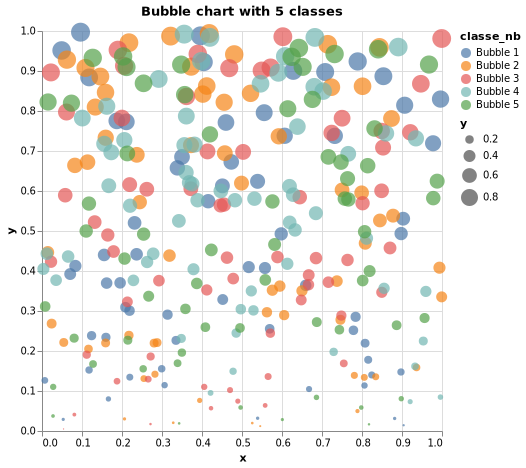 Bubble chart with 5 classes
1.0
0.9
0.8
0.7
0.6
0.5
0.4
0.3
0.2
0.1
0.0
y
0.0 0.1 0.2 0.3 0.4 0.5 0.6 0.7 0.8 0.9 1.0
x
classe_nb
Bubble 1
Bubble 2
Bubble 3
Bubble 4
Bubble 5
y
0.2
0.4
0.6
0.8